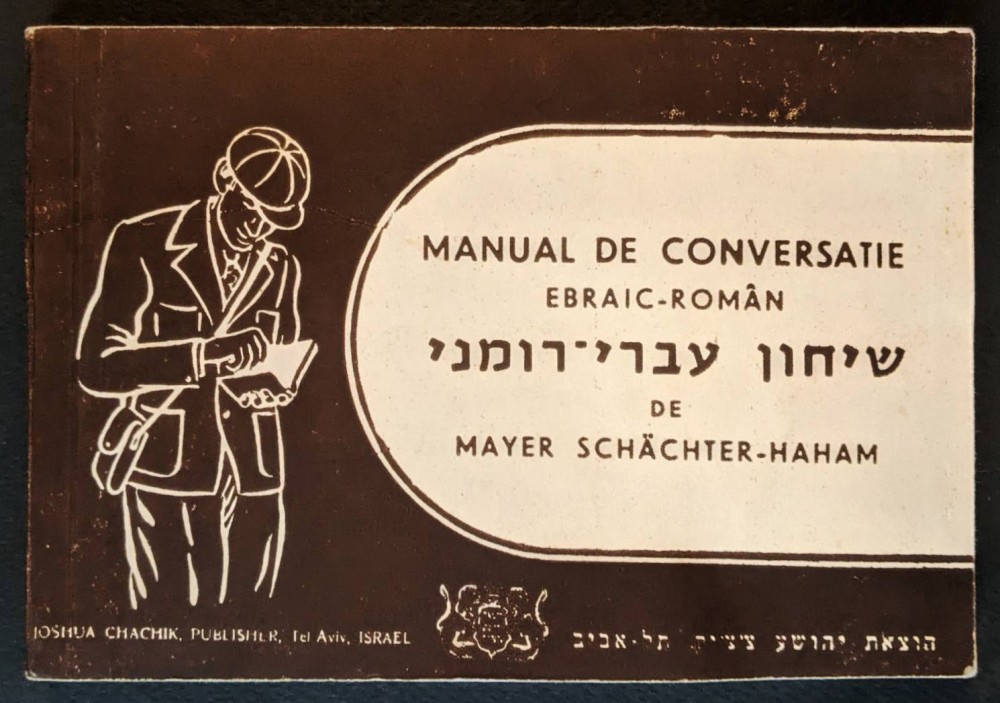 MANUAL DE CONVERSATIE
EBRAIC-ROMÂN
שיחון עברי־רומני
DE
MAYER SCHÄCHTER-HAHAM
JOSHUA CHACHIK, PUBLISHER, Tel Aviv, ISRAEL
הוצאת יהושע צ׳צ׳יק תל-אביב